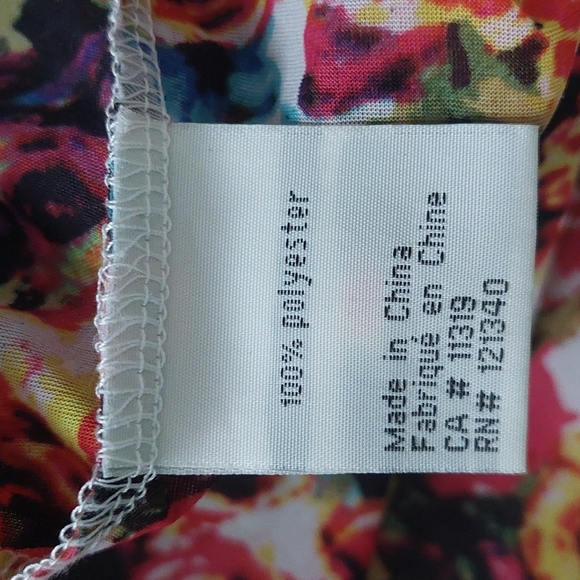 100% polyester
Made in China
Fabriqué en Chine
CA # 11319
RN# 121340